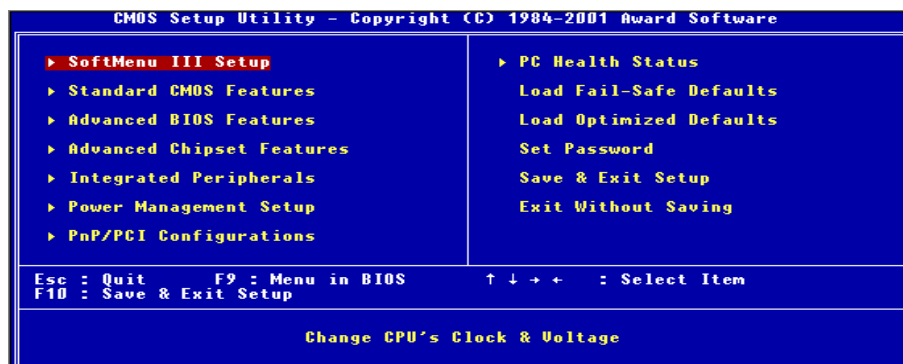 CMOS Setup Utility - Copyright (C) 1984-2001 Award Software
▸ SoftMenu III Setup
▸ Standard CMOS Features
▸ Advanced BIOS Features
▸ Advanced Chipset Features
▸ Integrated Peripherals
▸ Power Management Setup
▸ PnP/PCI Configurations
▸ PC Health Status
Load Fail-Safe Defaults
Load Optimized Defaults
Set Password
Save & Exit Setup
Exit Without Saving
Esc : Quit F9 : Menu in BIOS ↑ ↓ → ← : Select Item
F10 : Save & Exit Setup
Change CPU's Clock & Voltage